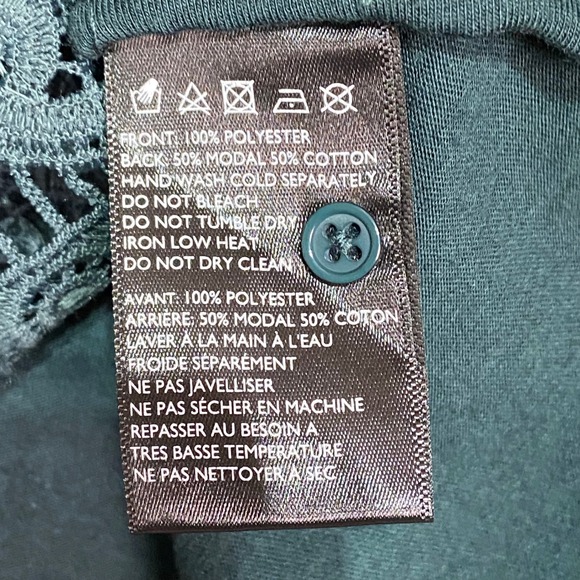 FRONT: 100% POLYESTER
BACK: 50% MODAL 50% COTTON
HAND WASH COLD SEPARATELY
DO NOT BLEACH
DO NOT TUMBLE DRY
IRON LOW HEAT
DO NOT DRY CLEAN
AVANT: 100% POLYESTER
ARRIÈRE: 50% MODAL 50% COTON
LAVER À LA MAIN À L'EAU
FROIDE SEPARÉMENT
NE PAS JAVELLISER
NE PAS SÉCHER EN MACHINE
REPASSER AU BESOIN À
TRES BASSE TEMPÉRATURE
NE PAS NETTOYER À SEC